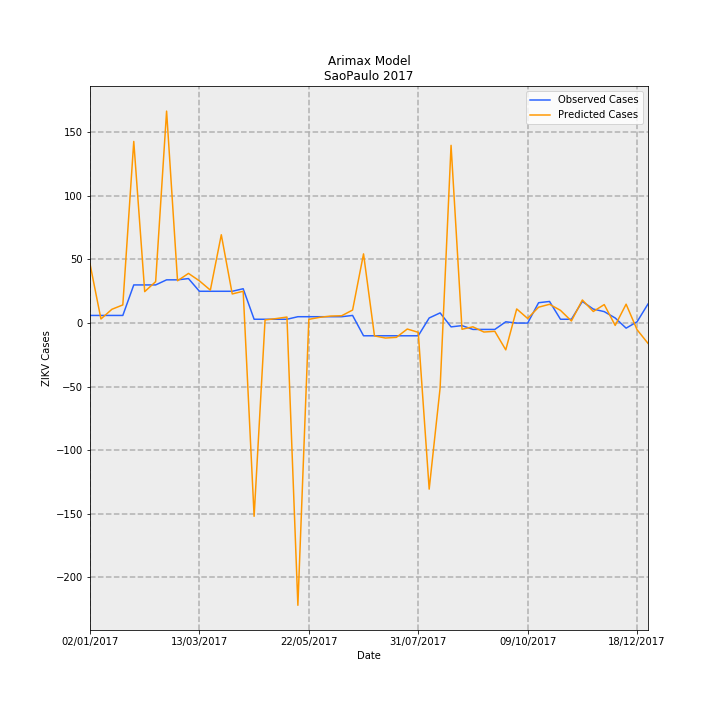 Arimax Model
SaoPaulo 2017
Observed Cases
Predicted Cases
150
100
50
0
−50
−100
−150
−200
ZIKV Cases
02/01/2017 13/03/2017 22/05/2017 31/07/2017 09/10/2017 18/12/2017
Date